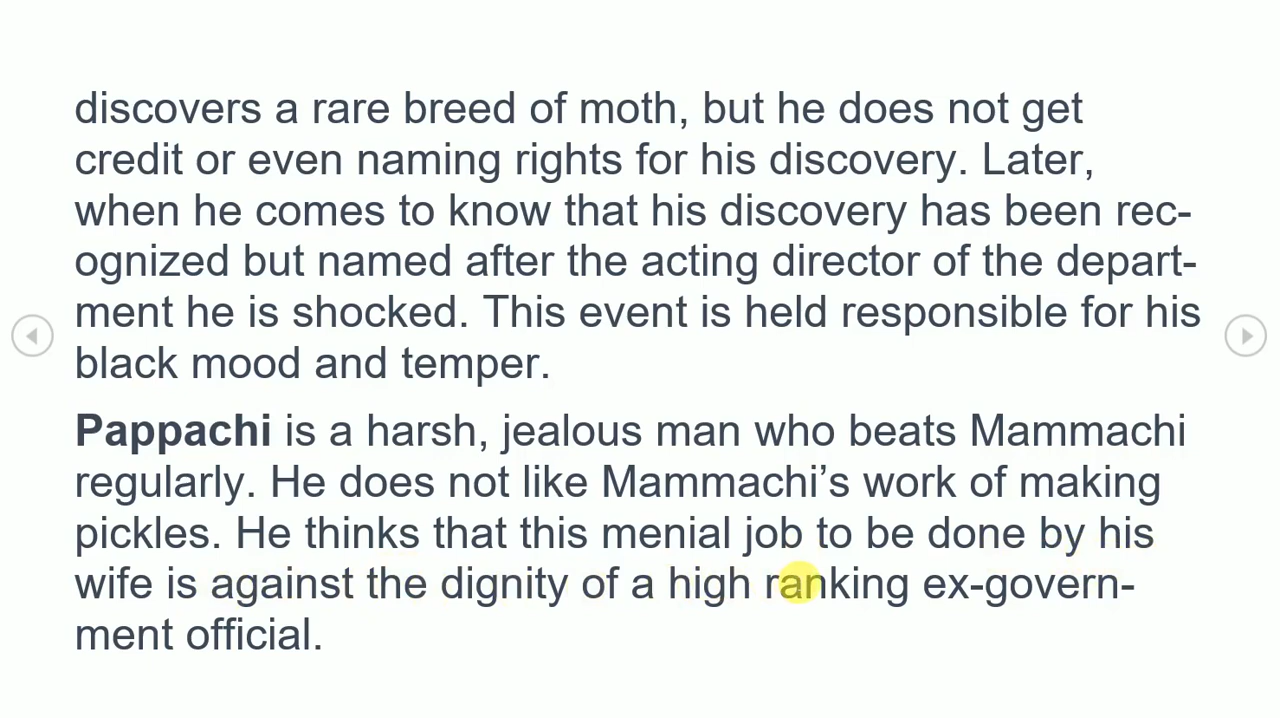 discovers a rare breed of moth, but he does not get
credit or even naming rights for his discovery. Later,
when he comes to know that his discovery has been rec-
ognized but named after the acting director of the depart-
ment he is shocked. This event is held responsible for his
black mood and temper.
Pappachi is a harsh, jealous man who beats Mammachi
regularly. He does not like Mammachi’s work of making
pickles. He thinks that this menial job to be done by his
wife is against the dignity of a high ranking ex-govern-
ment official.